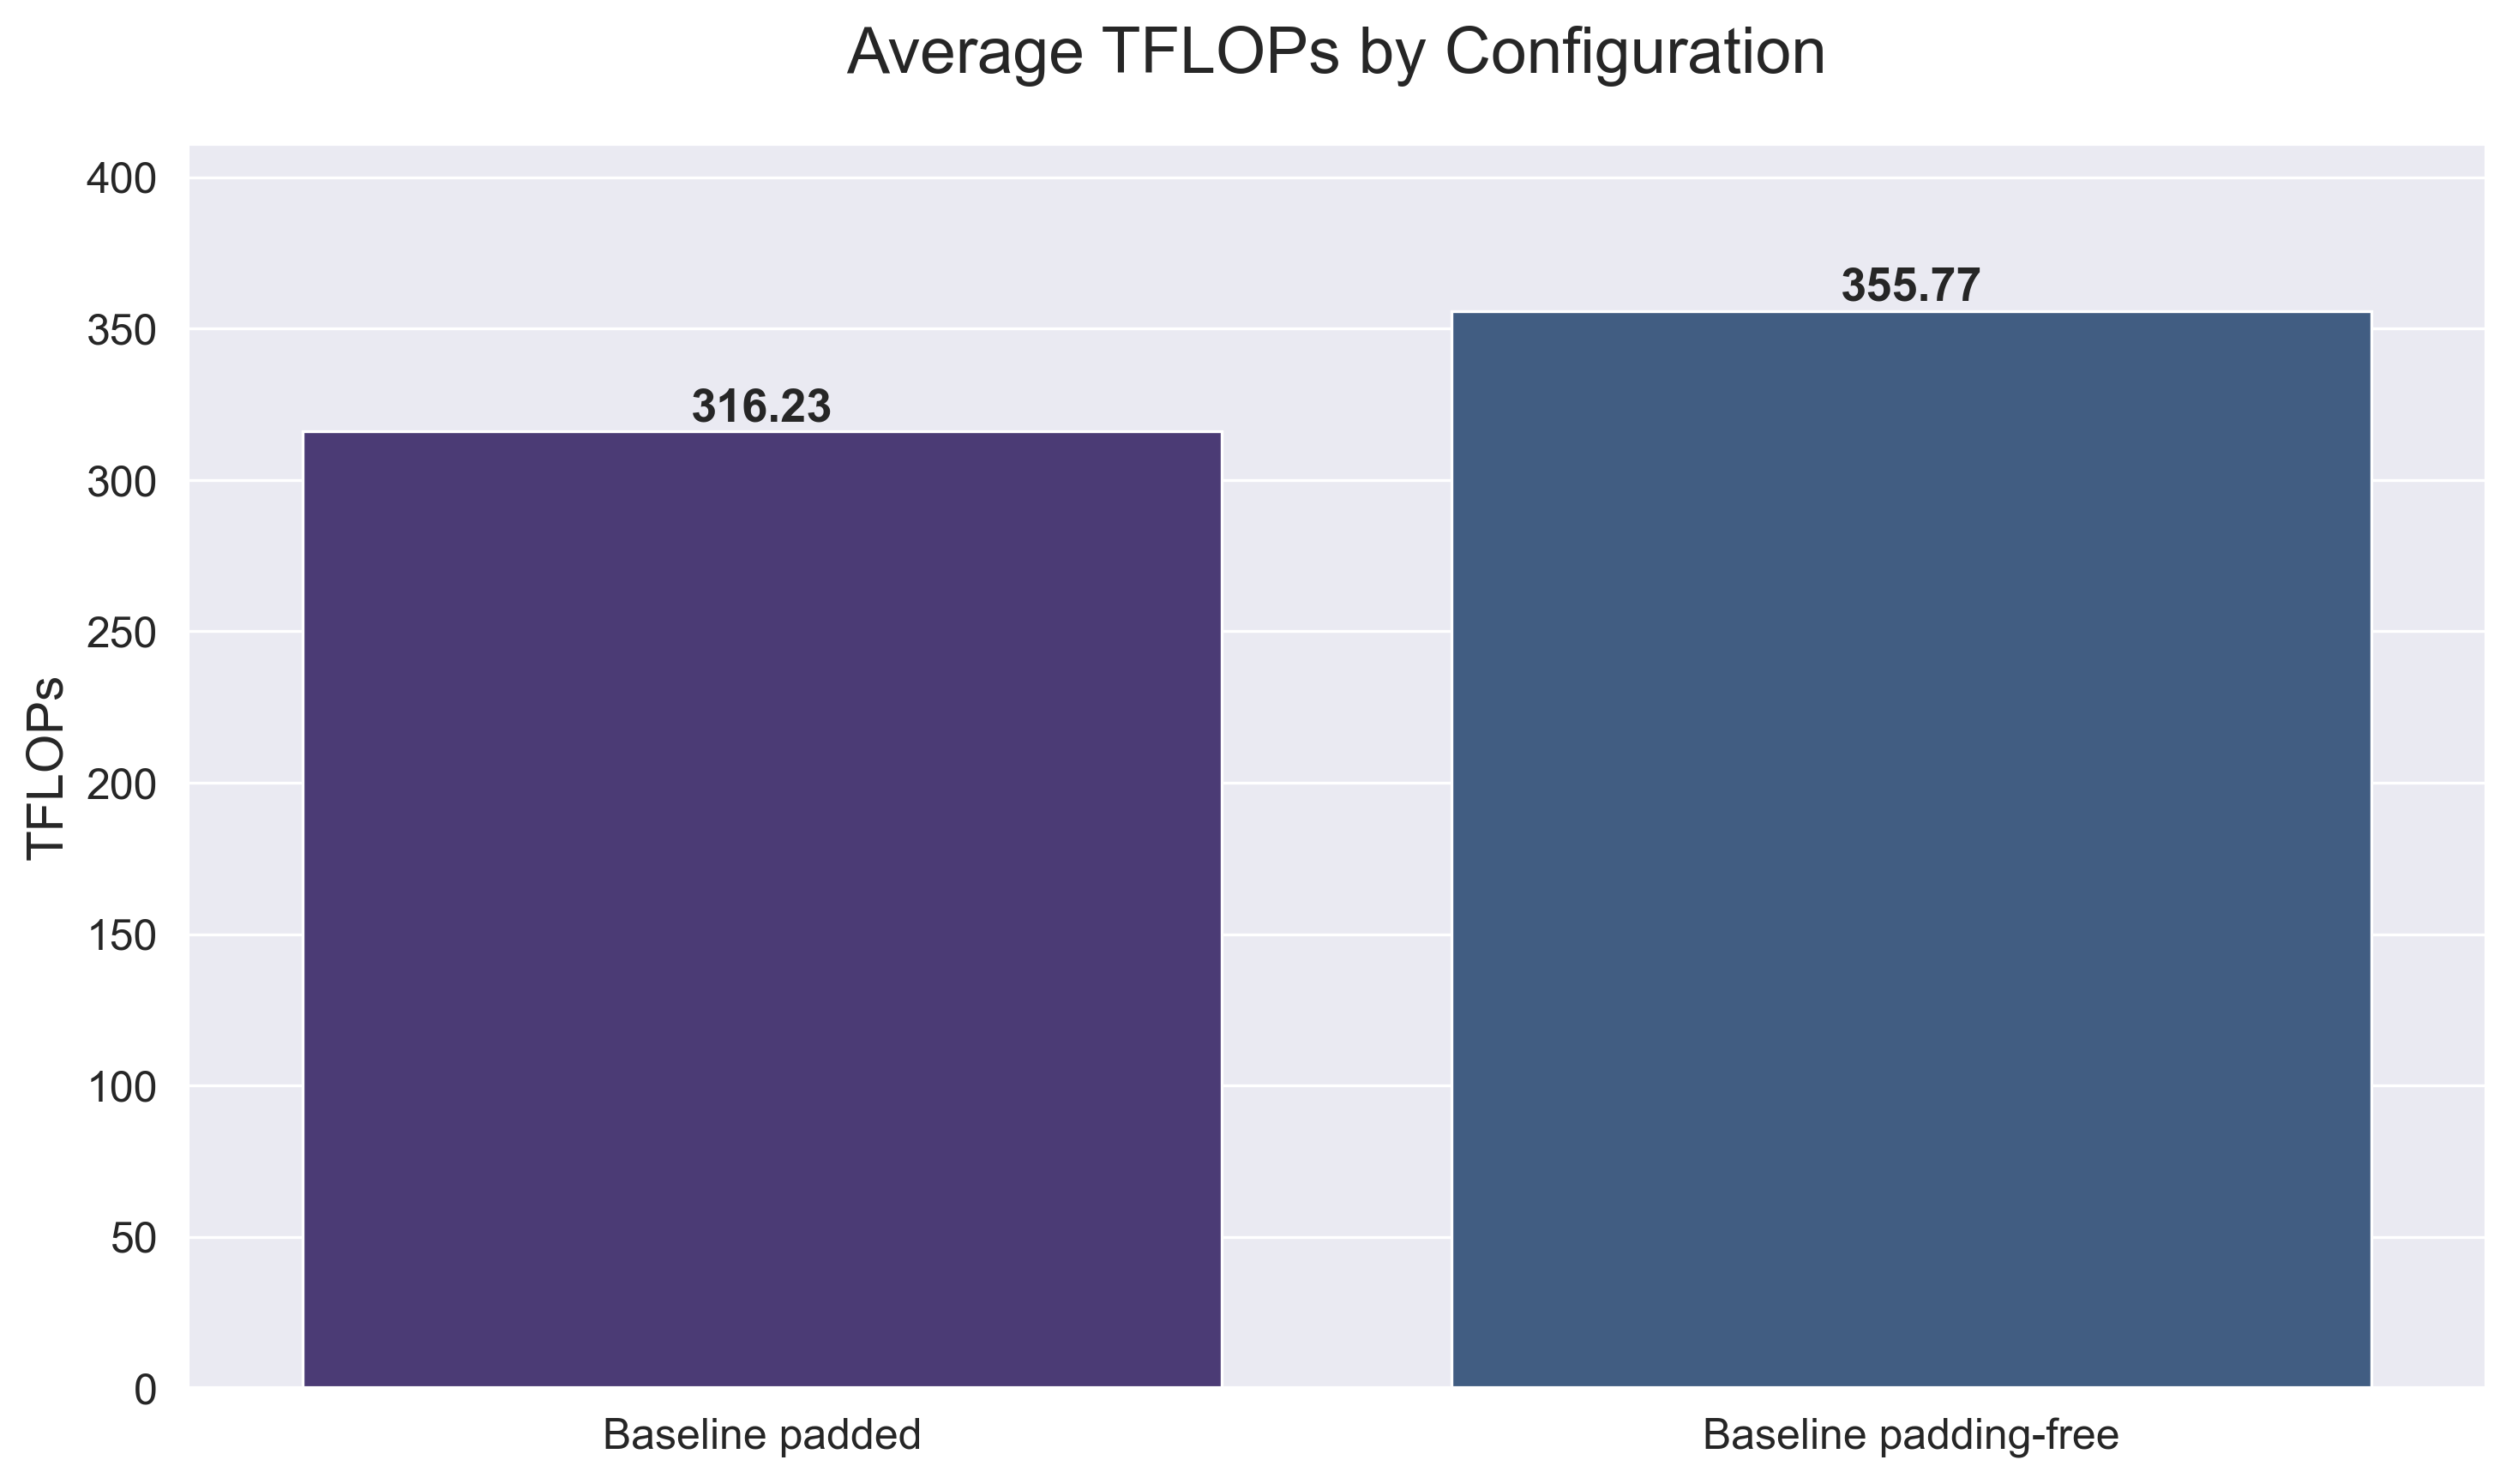 Average TFLOPs by Configuration
TFLOPs
400
350
300
250
200
150
100
50
0
316.23
355.77
Baseline padded
Baseline padding-free